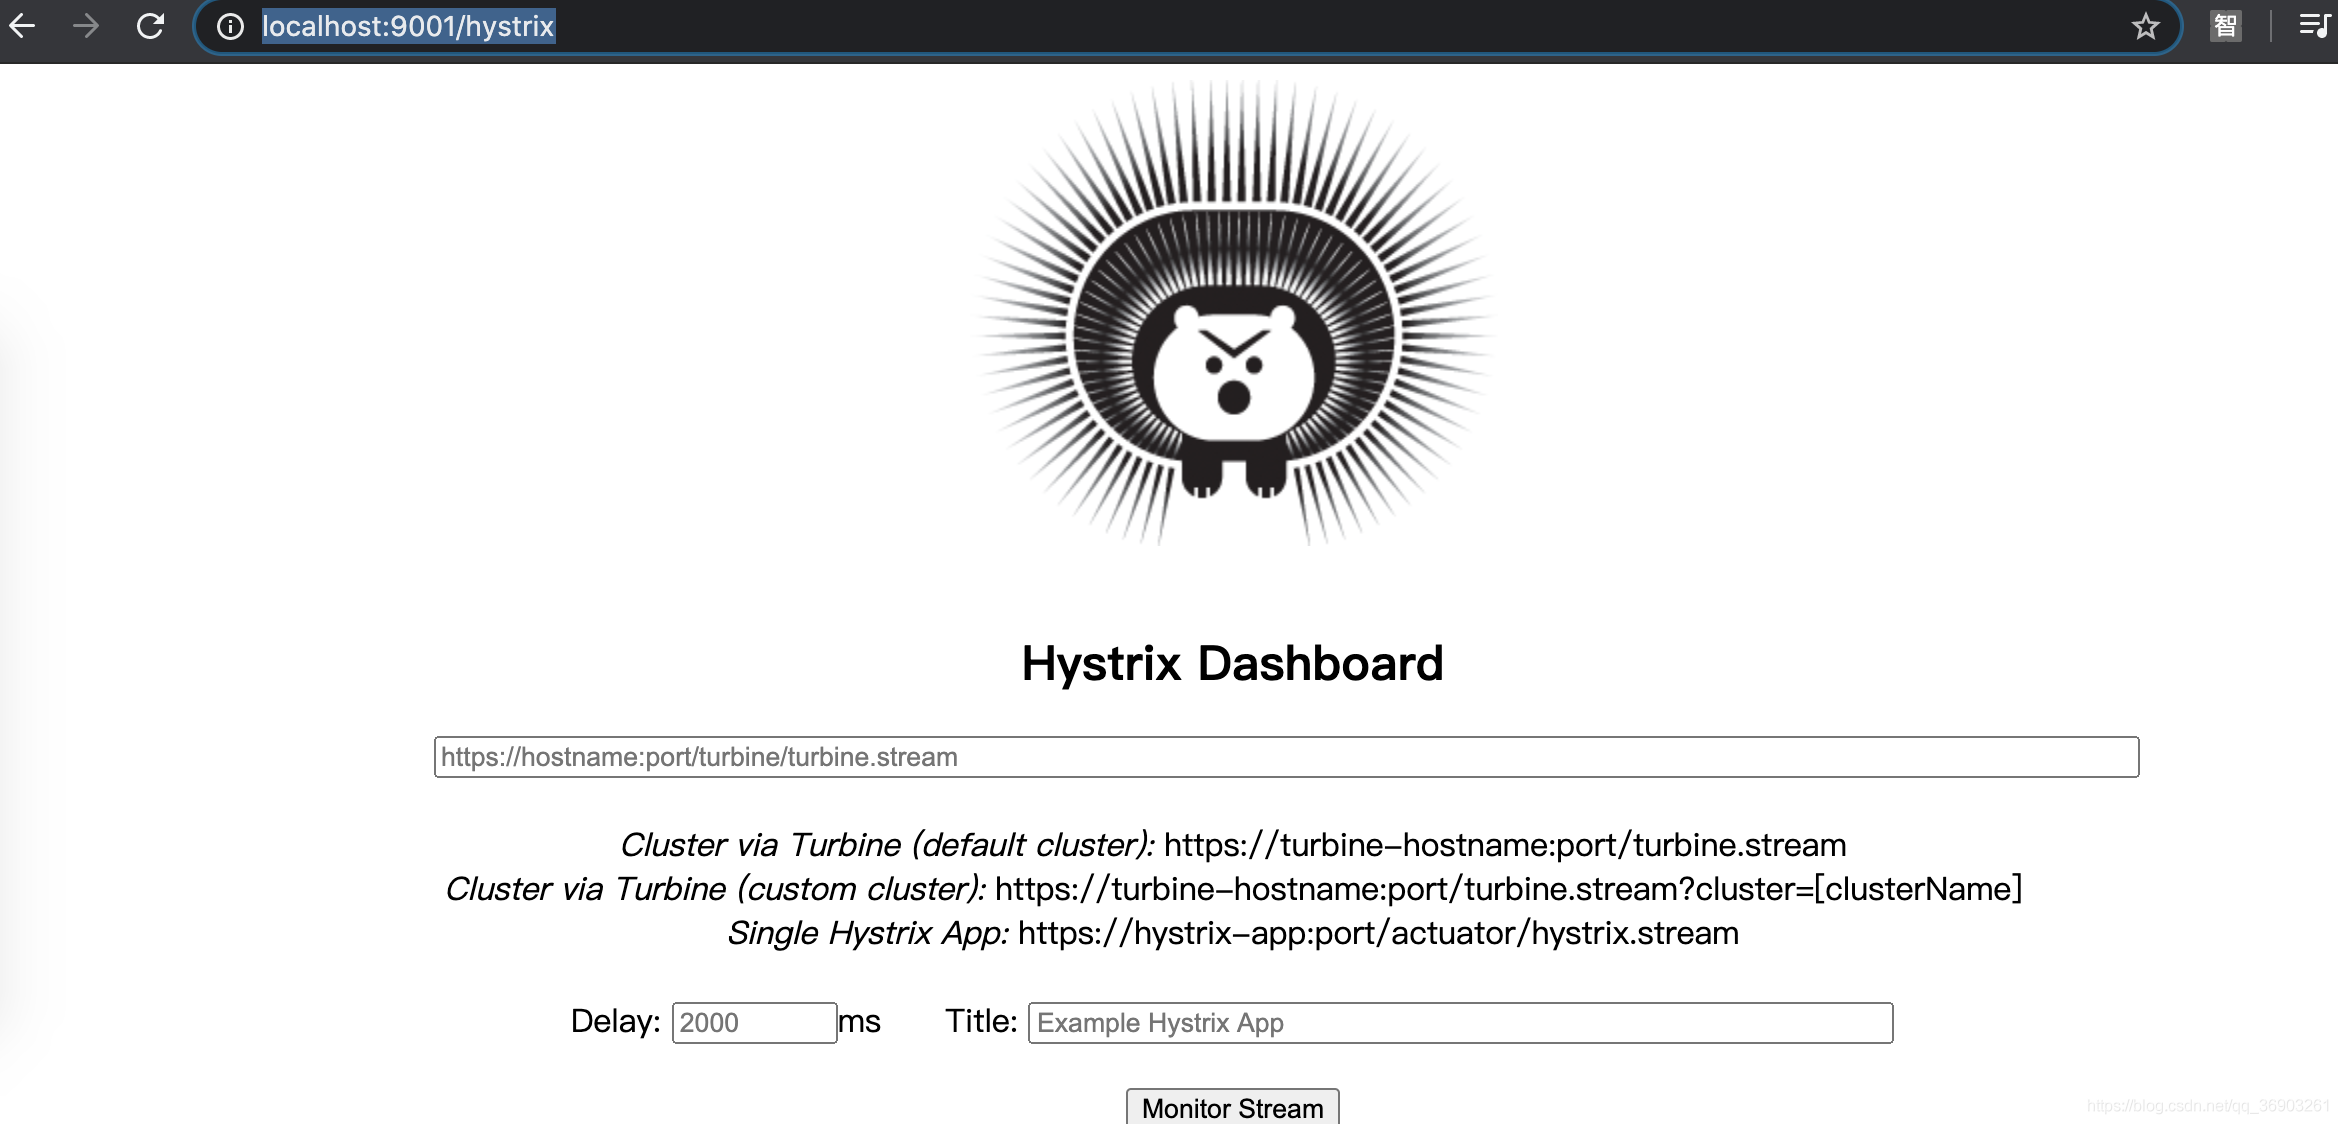 localhost:9001/hystrix
智
Hystrix Dashboard
https://hostname:port/turbine/turbine.stream
Cluster via Turbine (default cluster): https://turbine-hostname:port/turbine.stream
Cluster via Turbine (custom cluster): https://turbine-hostname:port/turbine.stream?cluster=[clusterName]
Single Hystrix App: https://hystrix-app:port/actuator/hystrix.stream
Delay: 2000 ms Title: Example Hystrix App
Monitor Stream
https://blog.csdn.net/qq_36903261